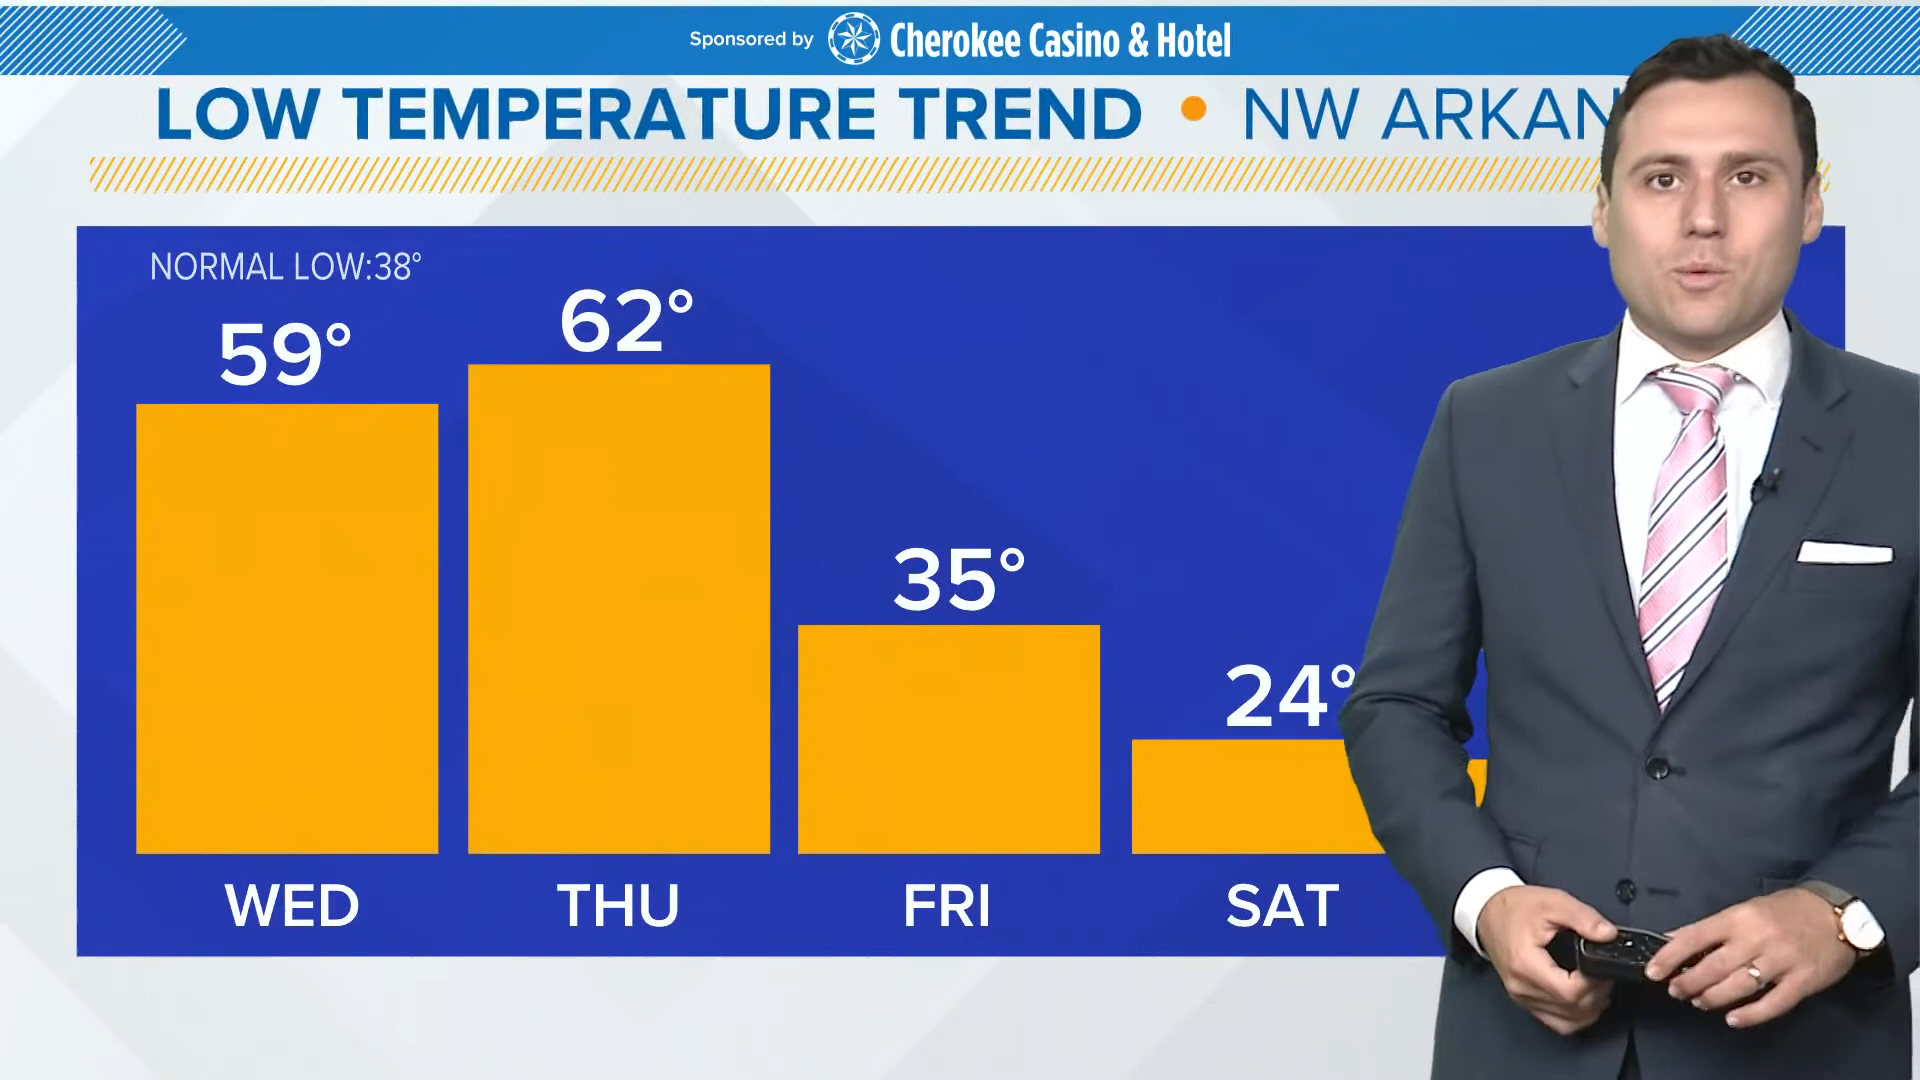 Sponsored by Cherokee Casino & Hotel
LOW TEMPERATURE TREND • NW ARKAN
NORMAL LOW:38°
59° 62° 35° 24°
WED THU FRI SAT